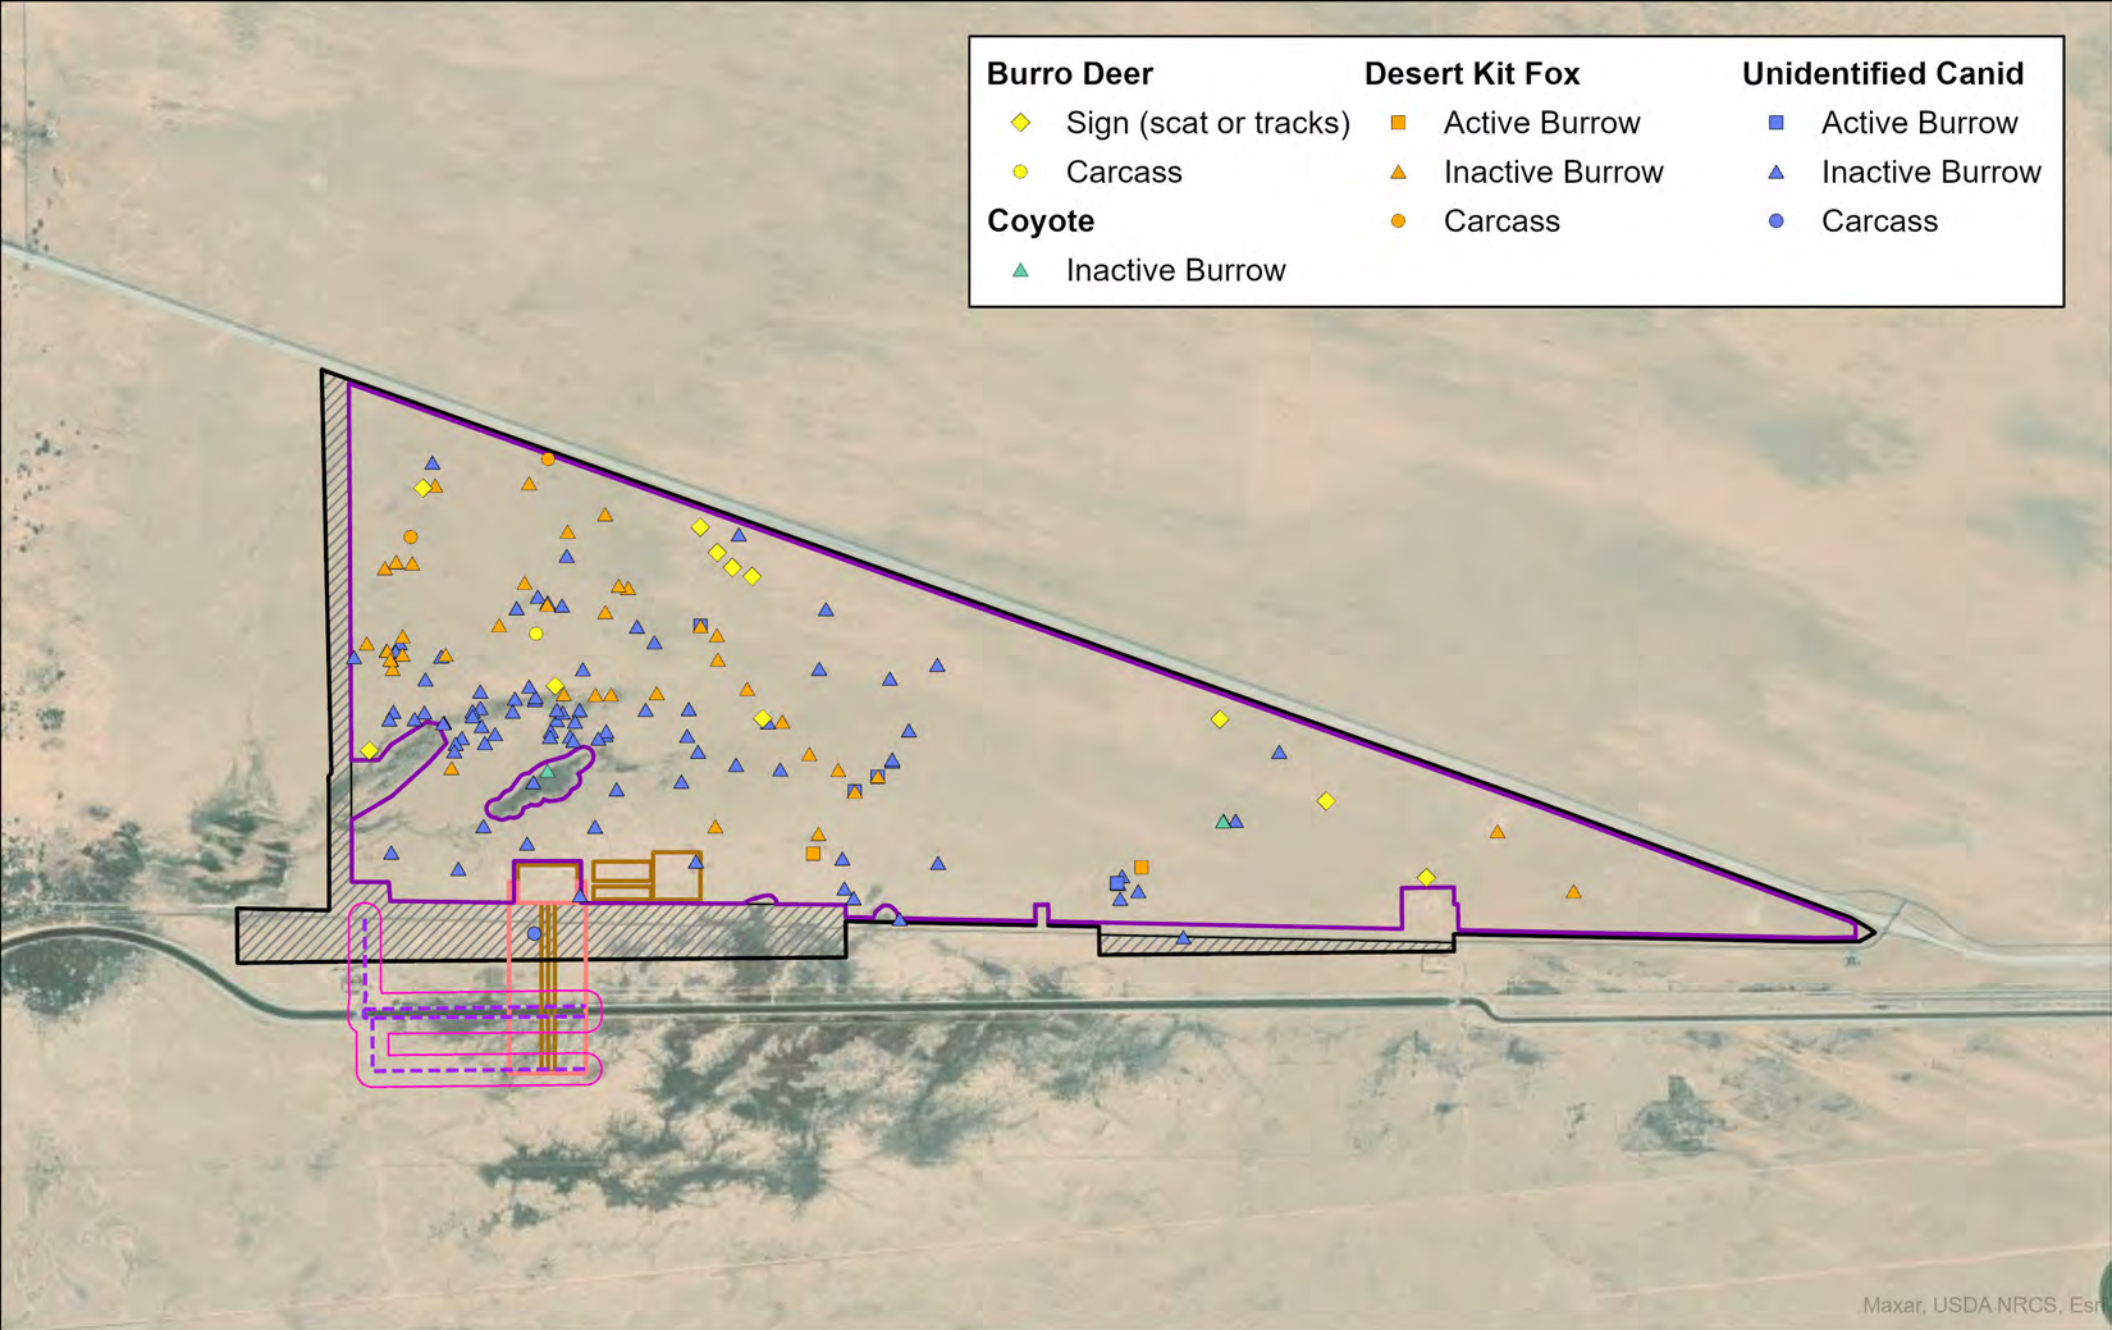 Burro Deer
Sign (scat or tracks)
Carcass
Coyote
Inactive Burrow
Desert Kit Fox
Active Burrow
Inactive Burrow
Carcass
Unidentified Canid
Active Burrow
Inactive Burrow
Carcass
Maxar, USDA NRCS, Esri